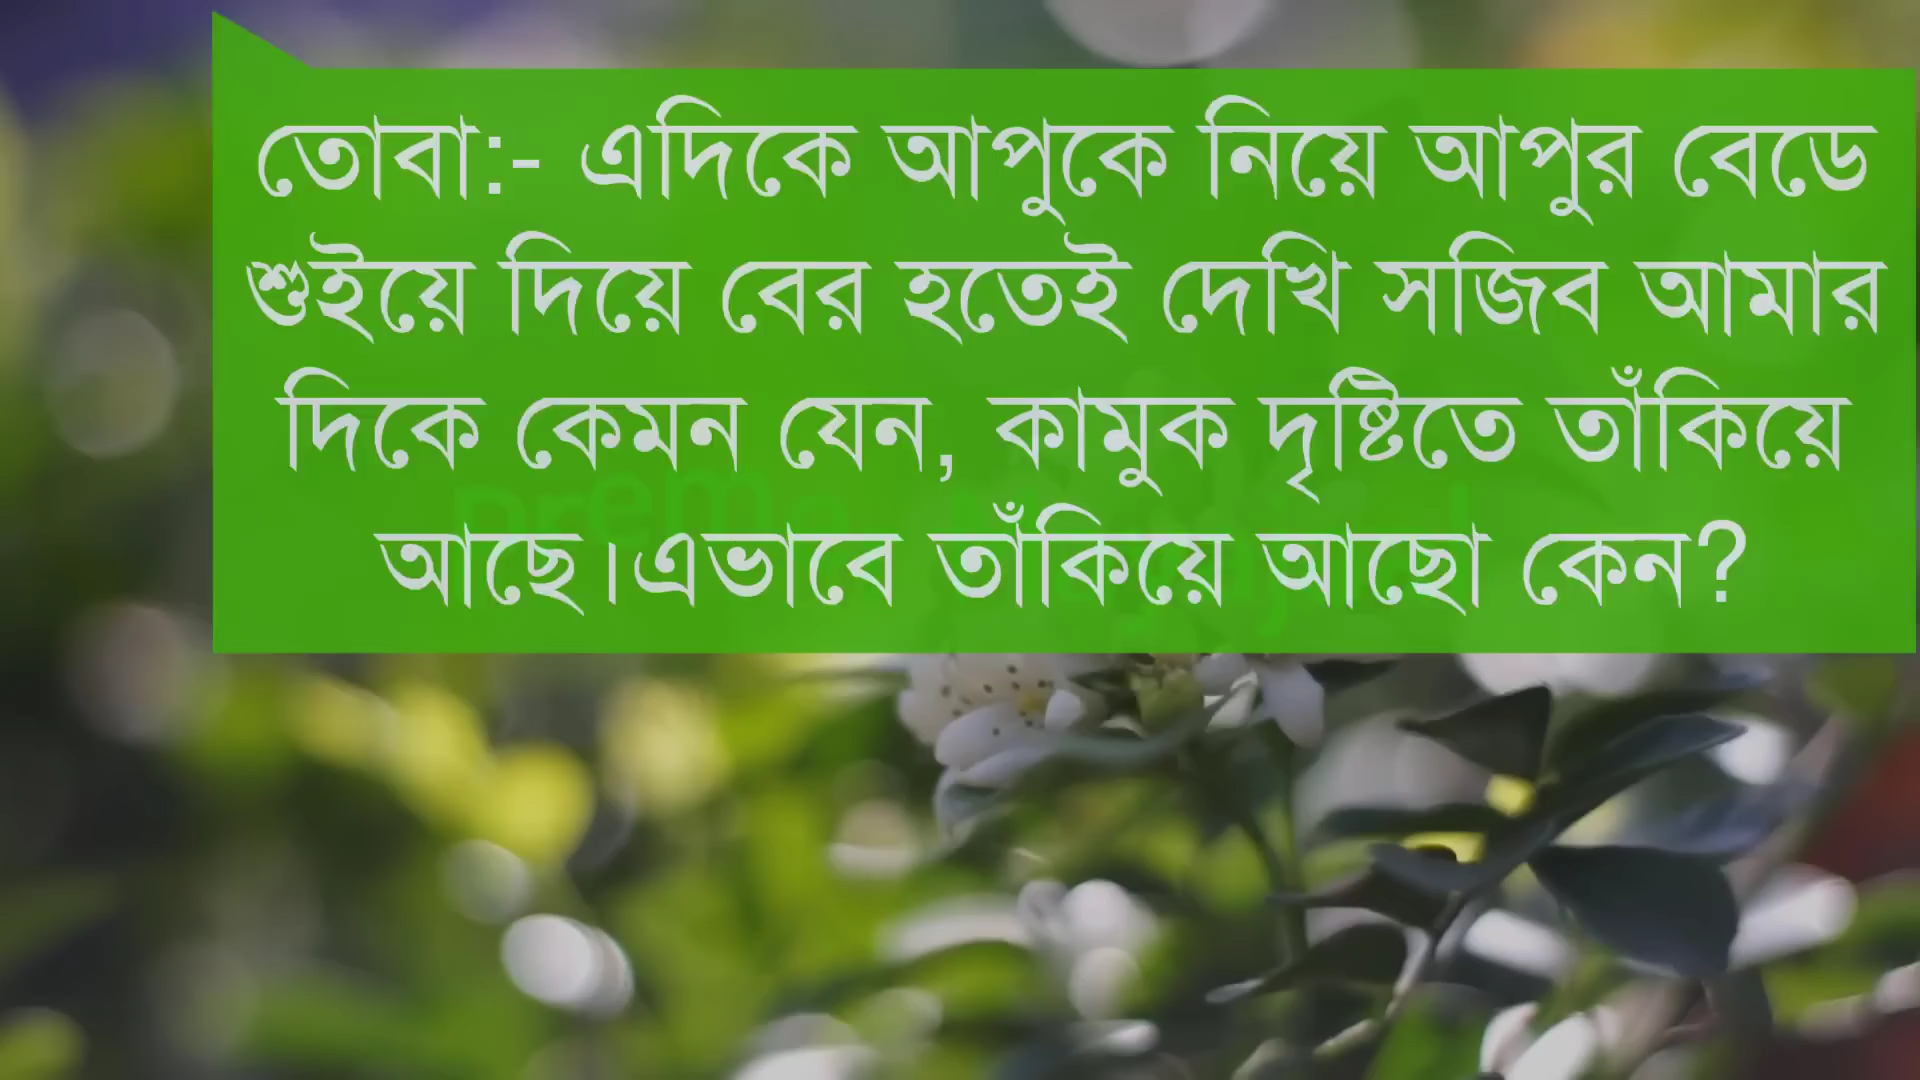 তোবা:- এদিকে আপুকে নিয়ে আপুর বেডে
শুইয়ে দিয়ে বের হতেই দেখি সজিব আমার
দিকে কেমন যেন, কামুক দৃষ্টিতে তাঁকিয়ে
আছে।এভাবে তাঁকিয়ে আছো কেন?